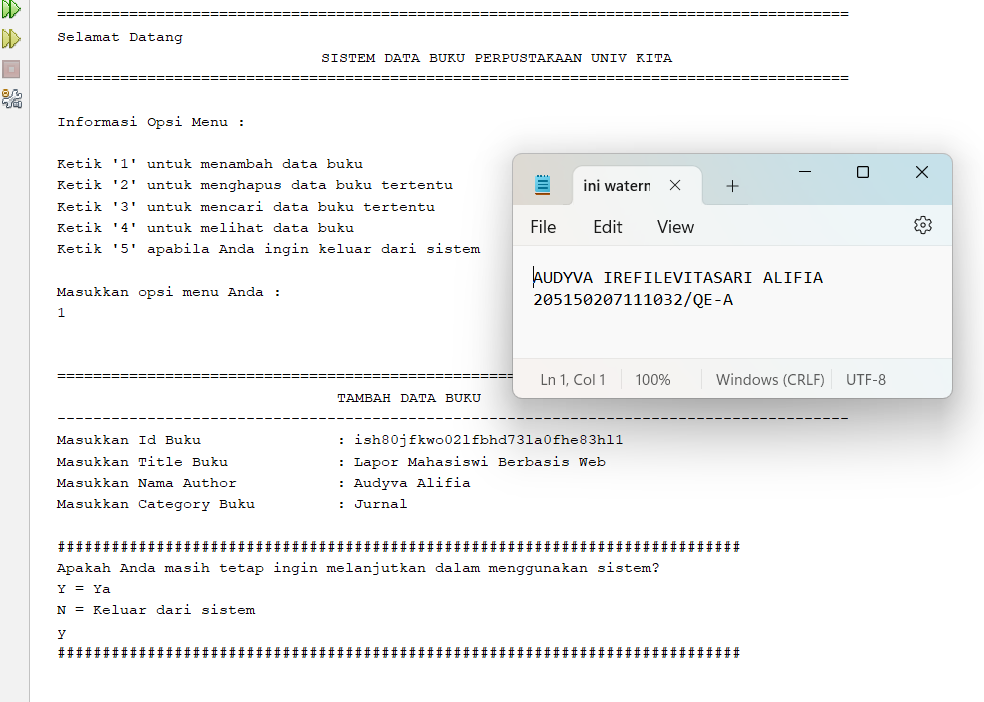 ===============================================================================
Selamat Datang
SISTEM DATA BUKU PERPUSTAKAAN UNIV KITA
===============================================================================
Informasi Opsi Menu :
Ketik '1' untuk menambah data buku
Ketik '2' untuk menghapus data buku tertentu
Ketik '3' untuk mencari data buku tertentu
Ketik '4' untuk melihat data buku
Ketik '5' apabila Anda ingin keluar dari sistem
Masukkan opsi menu Anda :
1
ini waterm
File Edit View
AUDYVA IREFILEVITASARI ALIFIA
205150207111032/QE-A
Ln 1, Col 1 100% Windows (CRLF) UTF-8
===================================================
TAMBAH DATA BUKU
-------------------------------------------------------------------------------
Masukkan Id Buku : ish80jfkwo02lfbhd73la0fhe83hl1
Masukkan Title Buku : Lapor Mahasiswi Berbasis Web
Masukkan Nama Author : Audyva Alifia
Masukkan Category Buku : Jurnal
############################################################################
Apakah Anda masih tetap ingin melanjutkan dalam menggunakan sistem?
Y = Ya
N = Keluar dari sistem
y
############################################################################